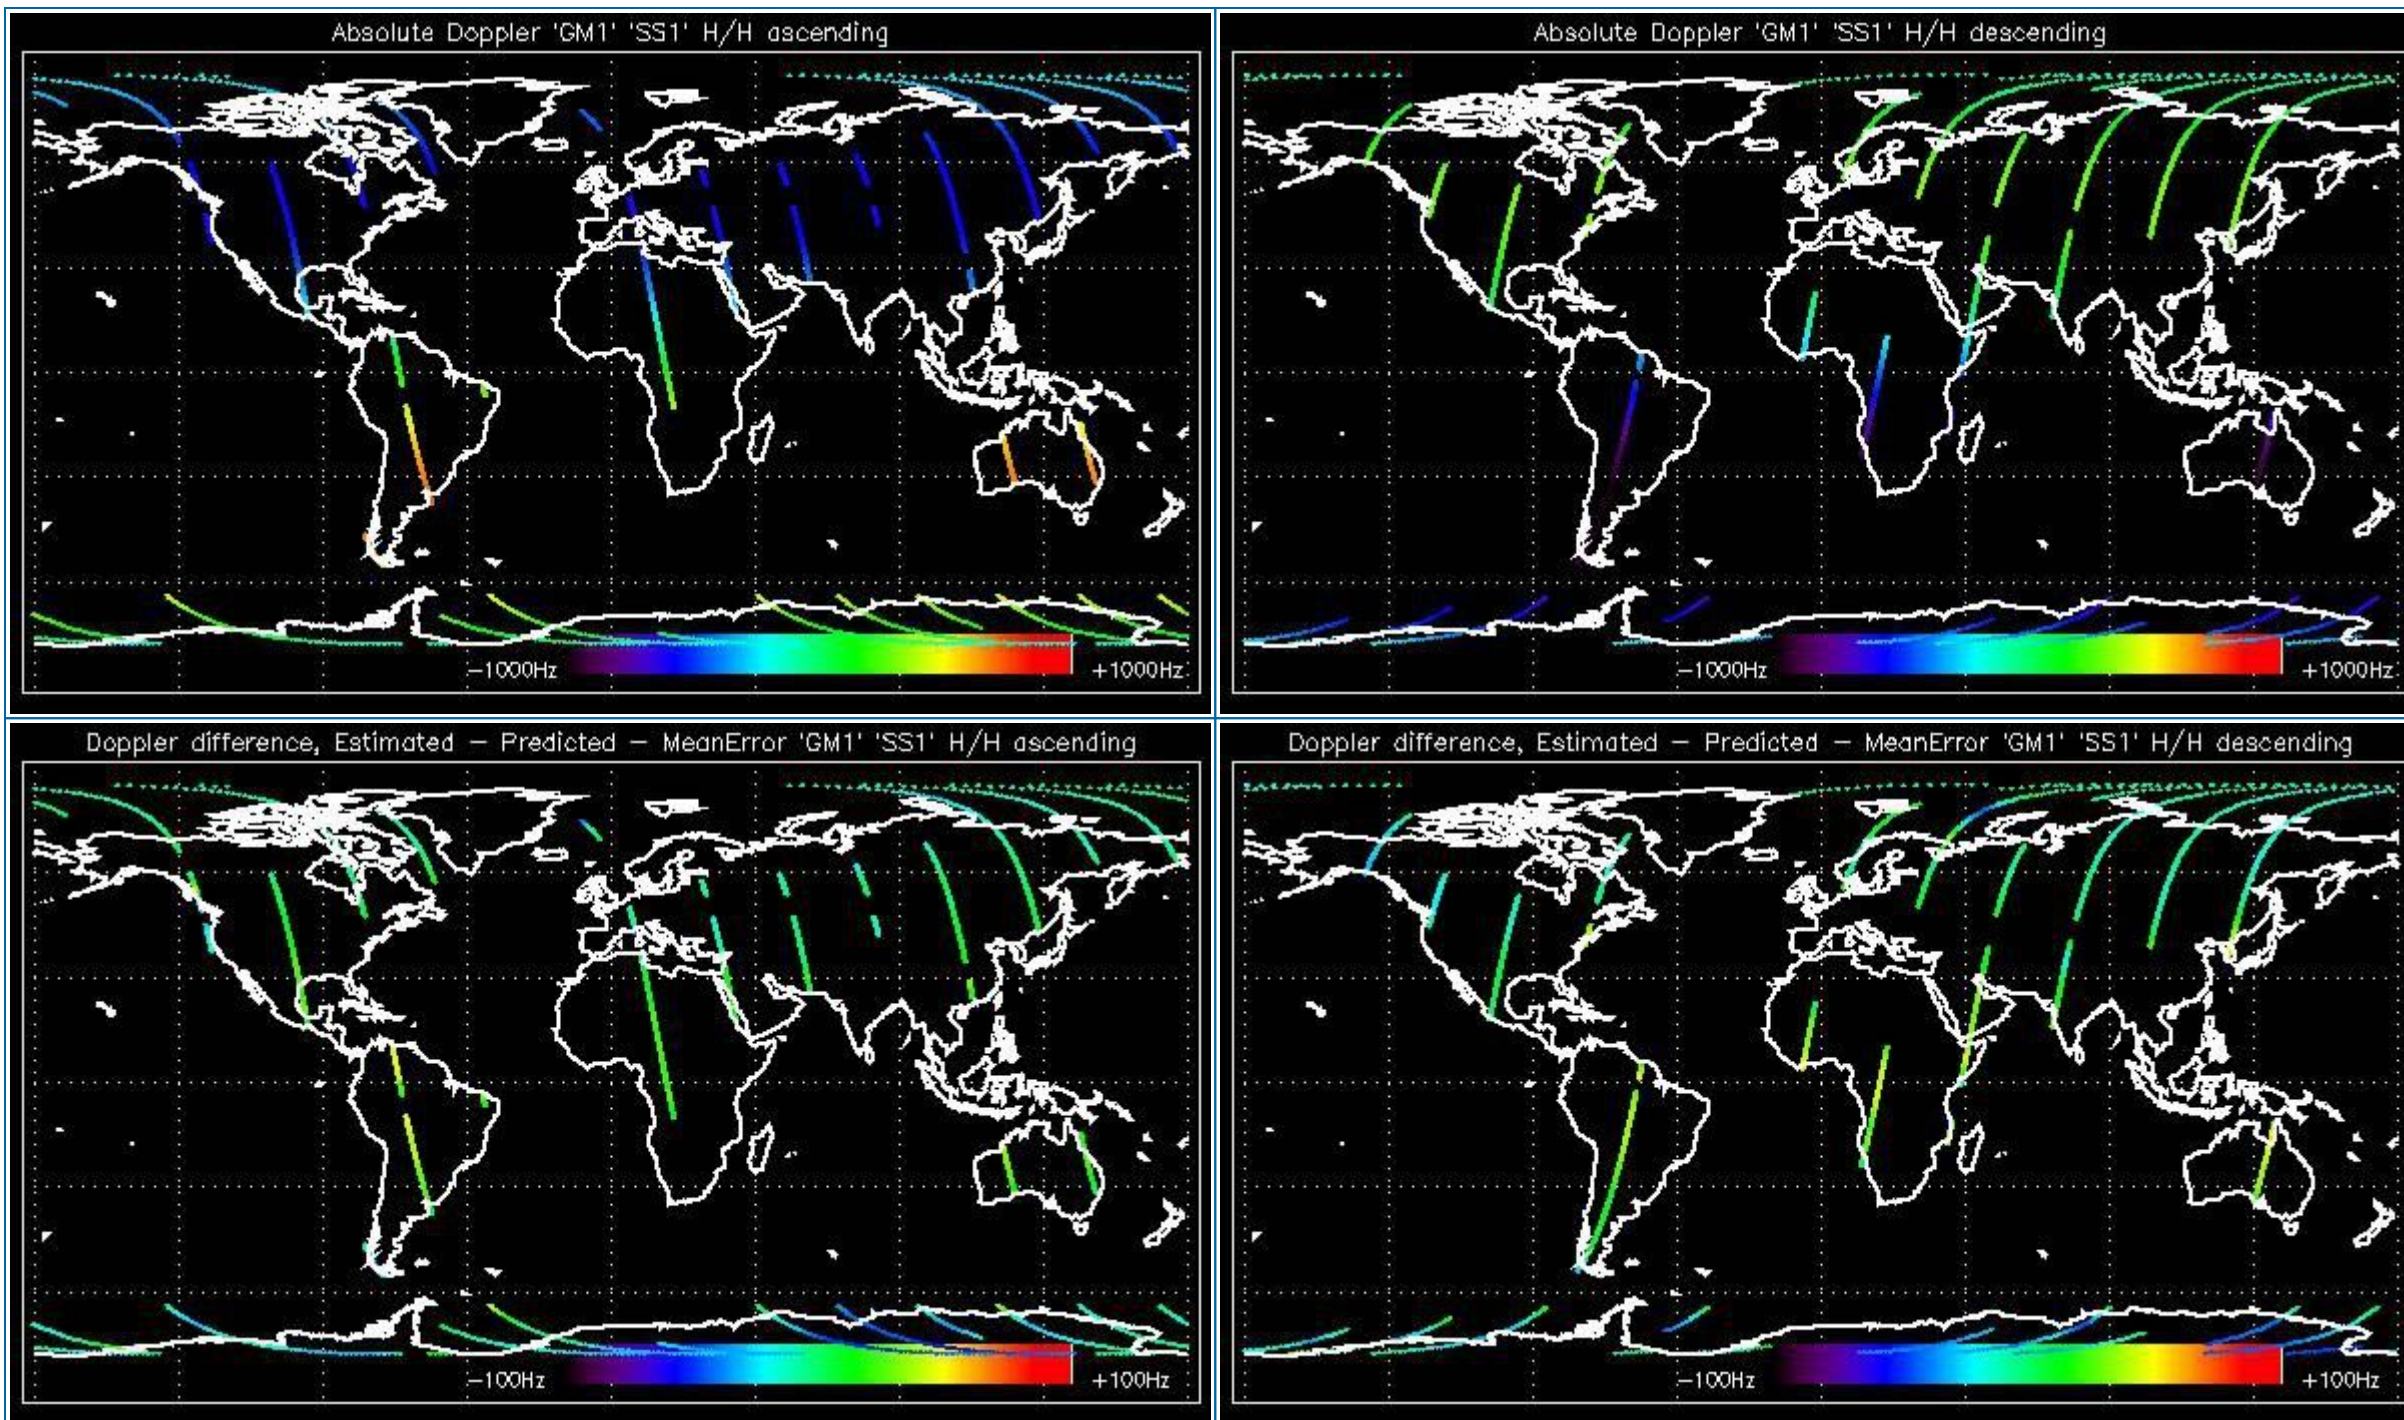 Absolute Doppler 'GM1' 'SS1' H/H ascending
-1000Hz
+1000Hz
Absolute Doppler 'GM1' 'SS1' H/H descending
-1000Hz
+1000Hz
Doppler difference, Estimated - Predicted - MeanError 'GM1' 'SS1' H/H ascending
-100Hz
+100Hz
Doppler difference, Estimated - Predicted - MeanError 'GM1' 'SS1' H/H descending
-100Hz
+100Hz